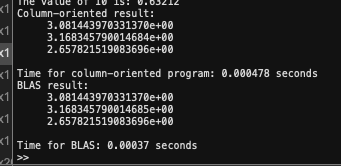 The value of I0 is: 0.63212
Column-oriented result:
3.081443970331370e+00
3.168345790014684e+00
2.657821519083696e+00
Time for column-oriented program: 0.000478 seconds
BLAS result:
3.081443970331370e+00
3.168345790014685e+00
2.657821519083696e+00
Time for BLAS: 0.00037 seconds
>>